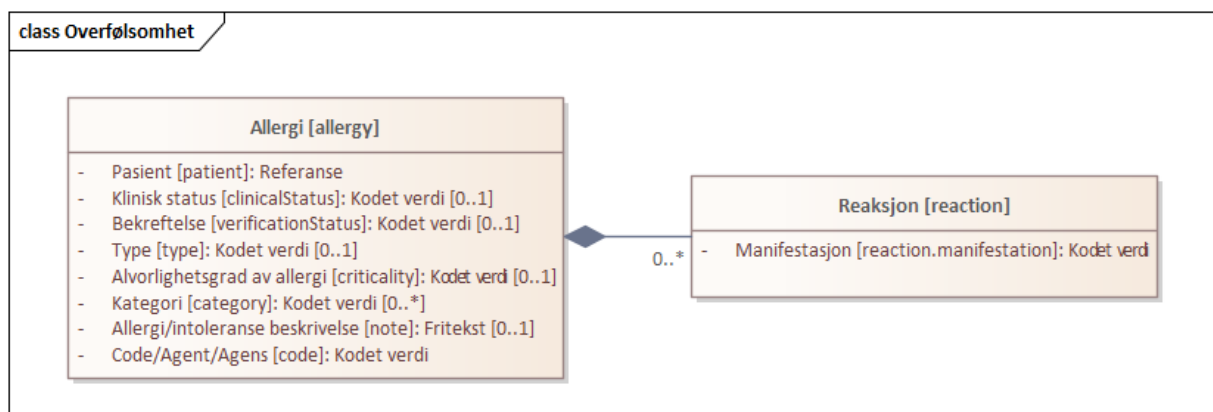 class Overfølsomhet
Allergi [allergy]
- Pasient [patient]: Referanse
- Klinisk status [clinicalStatus]: Kodet verdi [0..1]
- Bekreftelse [verificationStatus]: Kodet verdi [0..1]
- Type [type]: Kodet verdi [0..1]
- Alvorlighetsgrad av allergi [criticality]: Kodet verdi [0..1]
- Kategori [category]: Kodet verdi [0..*]
- Allergi/intoleranse beskrivelse [note]: Fritekst [0..1]
- Code/Agent/Agens [code]: Kodet verdi
0..*
Reaksjon [reaction]
- Manifestasjon [reaction.manifestation]: Kodet verdi